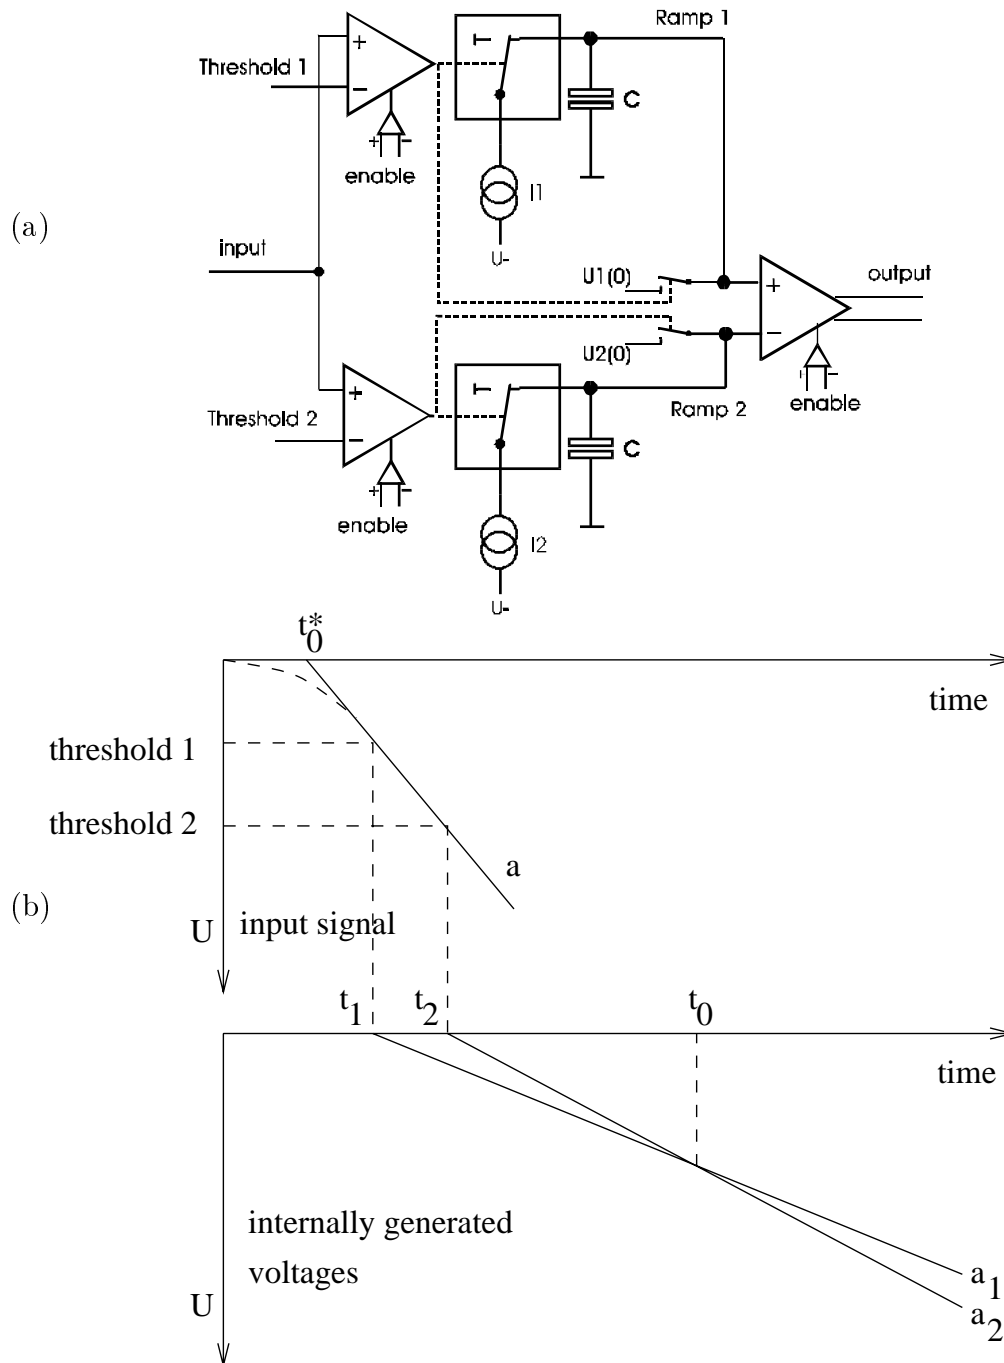 (a)
Ramp 1
Threshold 1
+
−
C
+ −
enable
I1
U-
input
U1(0)
output
+
−
U2(0)
+ −
enable
Ramp 2
Threshold 2
+
−
C
+ −
enable
I2
U-
(b)
t0*
time
threshold 1
threshold 2
a
input signal
U
t1
t2
t0
time
internally generated
voltages
a1
a2
U